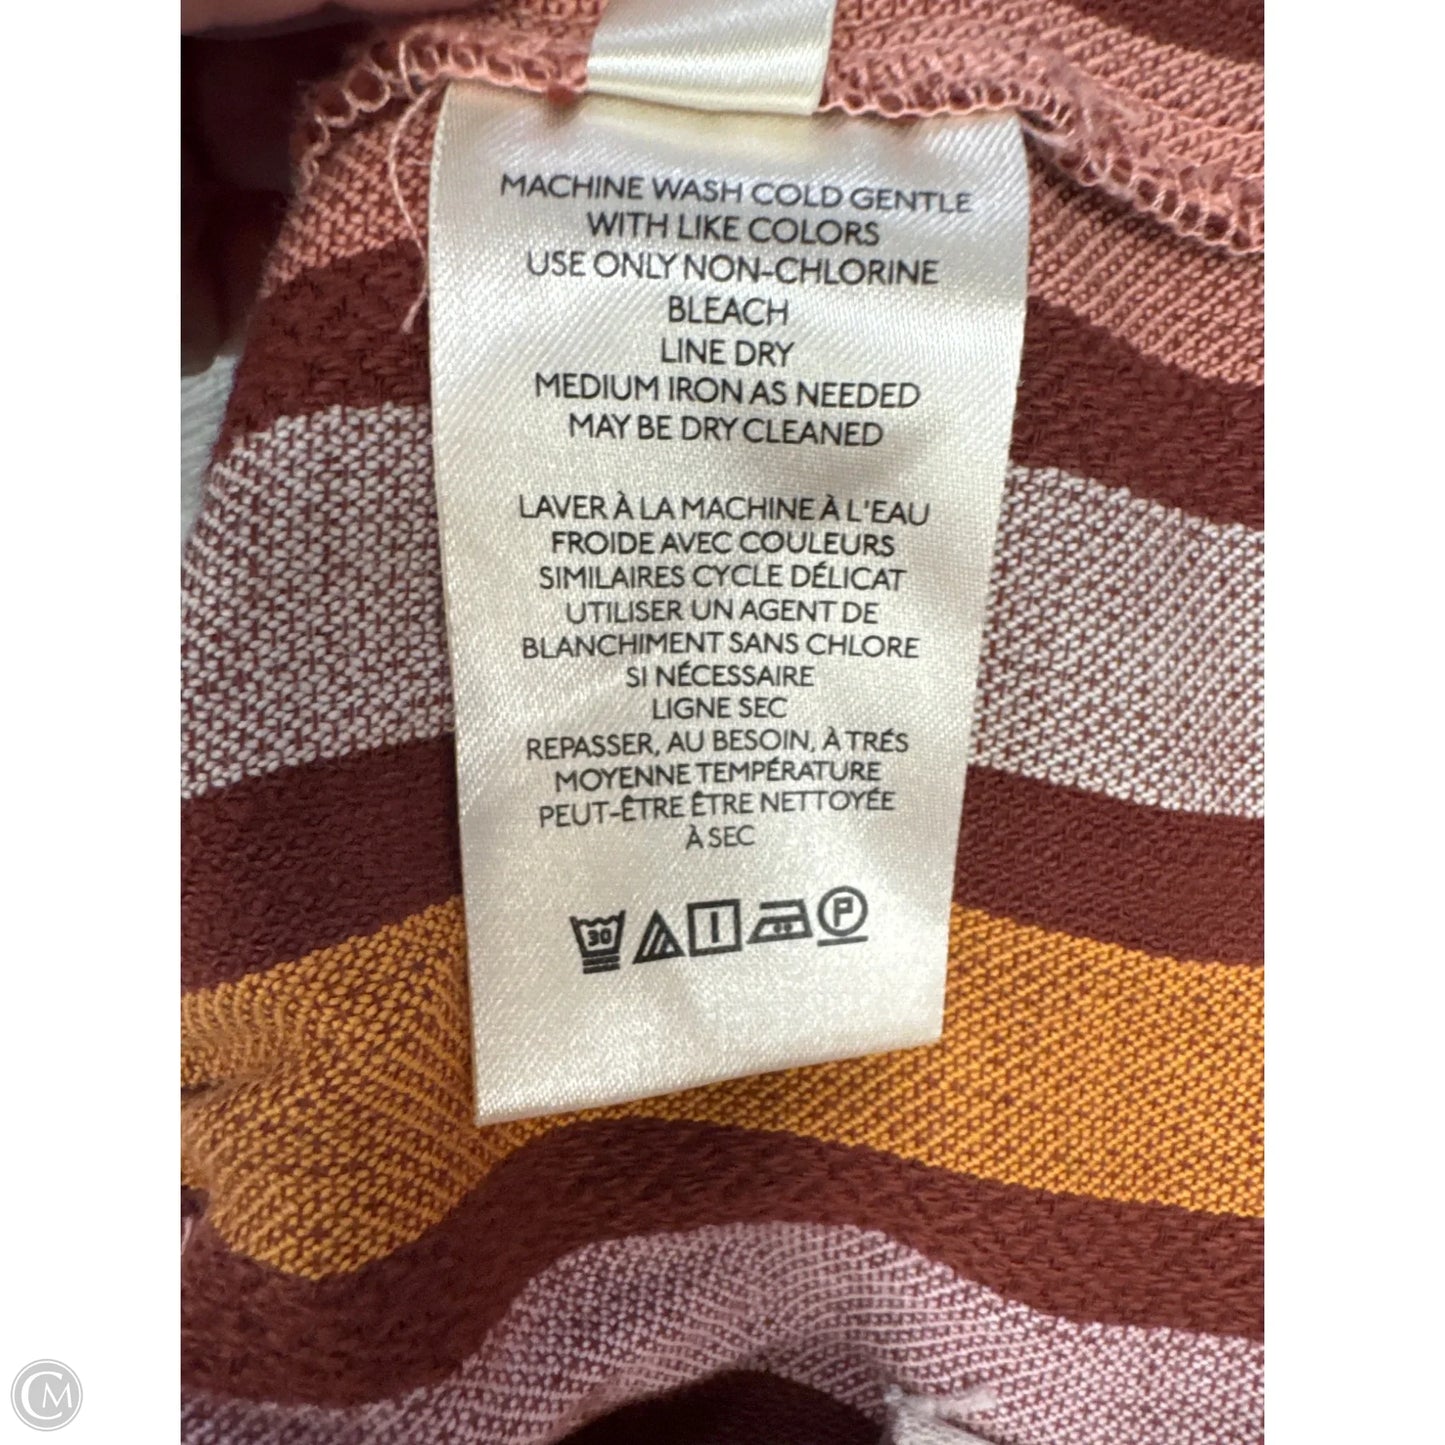 MACHINE WASH COLD GENTLE
WITH LIKE COLORS
USE ONLY NON-CHLORINE
BLEACH
LINE DRY
MEDIUM IRON AS NEEDED
MAY BE DRY CLEANED
LAVER À LA MACHINE À L'EAU
FROIDE AVEC COULEURS
SIMILAIRES CYCLE DÉLICAT
UTILISER UN AGENT DE
BLANCHIMENT SANS CHLORE
SI NÉCESSAIRE
LIGNE SEC
REPASSER, AU BESOIN, À TRÉS
MOYENNE TEMPÉRATURE
PEUT-ÊTRE ÊTRE NETTOYÉE
À SEC
30 P
CM